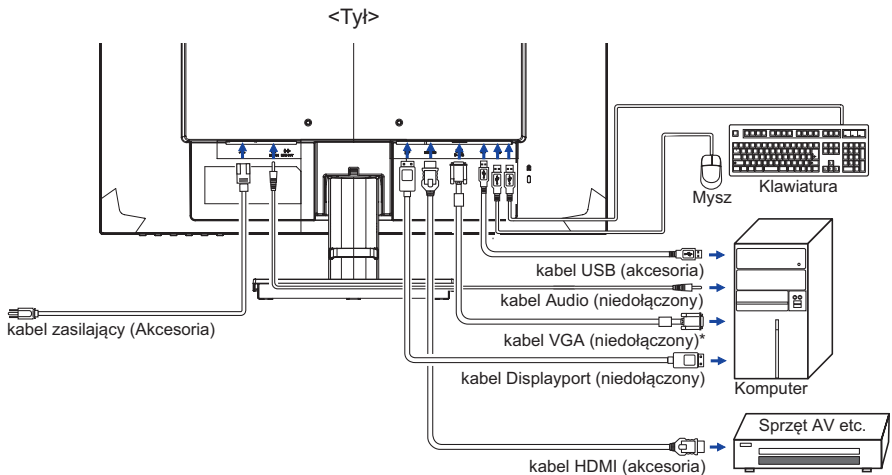 <Tył>
Mysz
Klawiatura
kabel USB (akcesoria)
kabel Audio (niedołączony)
kabel zasilający (Akcesoria)
kabel VGA (niedołączony)*
kabel Displayport (niedołączony)
Komputer
Sprzęt AV etc.
kabel HDMI (akcesoria)